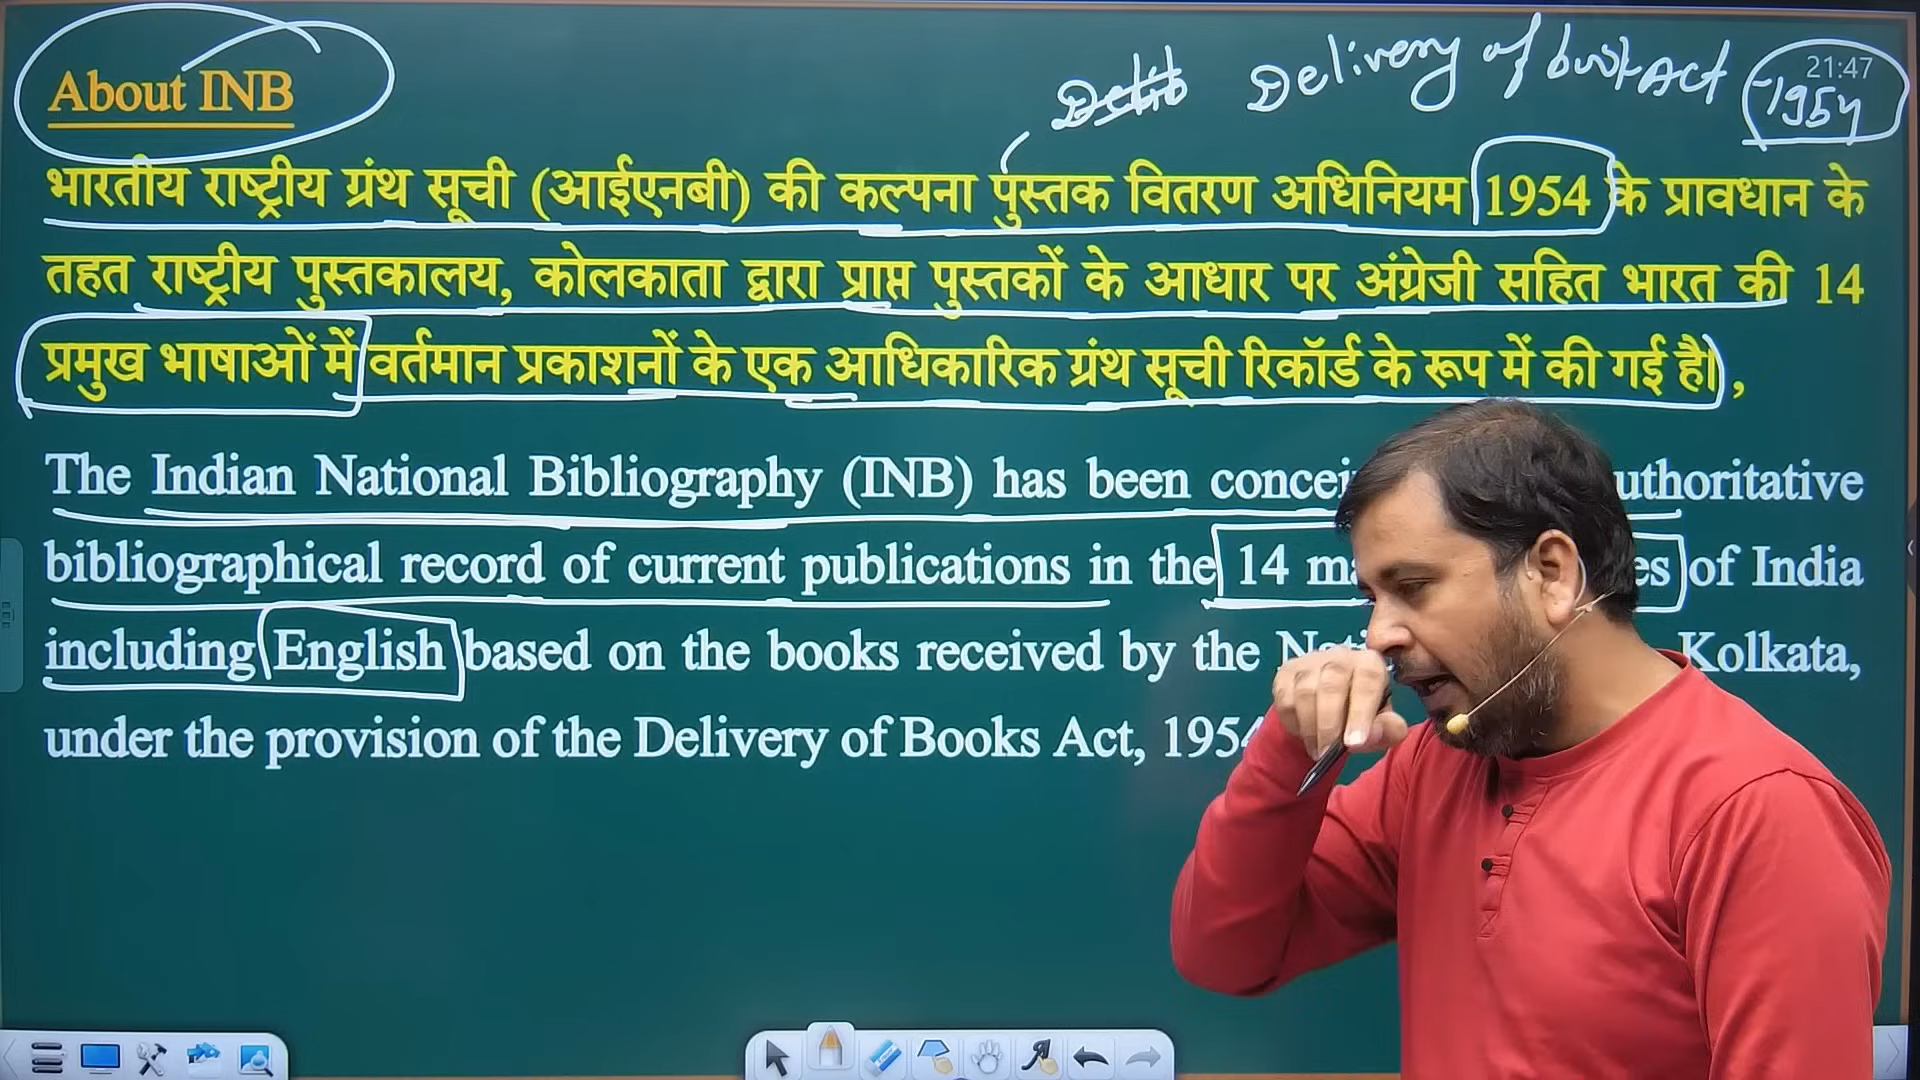 About INB
Delivery of book Act
21:47
-1954
भारतीय राष्ट्रीय ग्रंथ सूची (आईएनबी) की कल्पना पुस्तक वितरण अधिनियम 1954 के प्रावधान के
तहत राष्ट्रीय पुस्तकालय, कोलकाता द्वारा प्राप्त पुस्तकों के आधार पर अंग्रेजी सहित भारत की 14
प्रमुख भाषाओं में वर्तमान प्रकाशनों के एक आधिकारिक ग्रंथ सूची रिकॉर्ड के रूप में की गई है। ,
The Indian National Bibliography (INB) has been
bibliographical record of current publications in the 14 of India
including English based on the books received by the Kolkata,
under the provision of the Delivery of Books Act, 1954